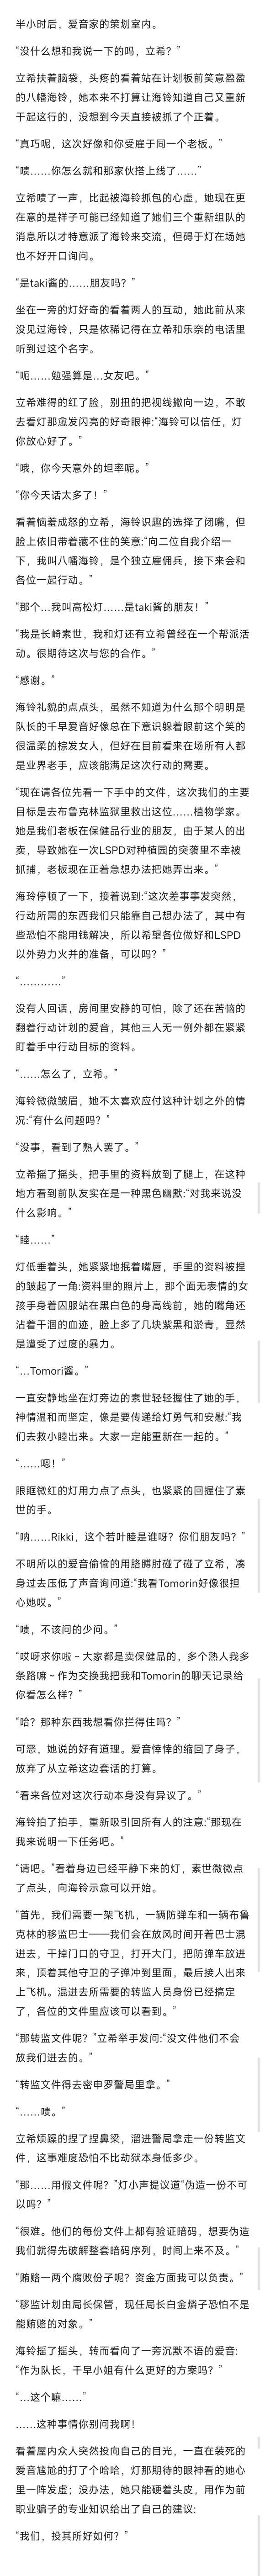 半小时后，爱音家的策划室内。
“没什么想和我说一下的吗，立希？”
立希扶着脑袋，头疼的看着站在计划板前笑意盈盈
的八幡海铃，她本来不打算让海铃知道自己又重新
干起这行的，没想到今天直接被抓了个正着。
“真巧呢，这次好像和你受雇于同一个老板。”
“啧……你怎么就和那家伙搭上线了……”
立希啧了一声，比起被海铃抓包的心虚，她现在更
在意的是祥子可能已经知道了她们三个重新组队的
消息所以才特意派了海铃来交流，但碍于灯在场她
也不好开口询问。
“是taki酱的……朋友吗？”
坐在一旁的灯好奇的看着两人的互动，她此前从来
没见过海铃，只是依稀记得在立希和乐奈的电话里
听到过这个名字。
“呃……勉强算是…女友吧。”
立希难得的红了脸，别扭的把视线撇向一边，不敢
去看灯那愈发闪亮的好奇眼神:“海铃可以信任，灯
你放心好了。”
“哦，你今天意外的坦率呢。”
“你今天话太多了！”
看着恼羞成怒的立希，海铃识趣的选择了闭嘴，但
脸上依旧带着藏不住的笑意:“向二位自我介绍一
下，我叫八幡海铃，是个独立雇佣兵，接下来会和
各位一起行动。”
“那个…我叫高松灯……是taki酱的朋友！”
“我是长崎素世，我和灯还有立希曾经在一个帮派活
动。很期待这次与您的合作。”
“感谢。”
海铃礼貌的点点头，虽然不知道为什么那个明明是
队长的千早爱音好像总在下意识躲着眼前这个笑的
很温柔的棕发女人，但好在目前看来在场所有人都
是业界老手，应该能满足这次行动的需要。
“现在请各位先看一下手中的文件，这次我们的主要
目标是去布鲁克林监狱里救出这位……植物学家。
她是我们老板在保健品行业的朋友，由于某人的出
卖，导致她在一次LSPD对种植园的突袭里不幸被
抓捕，老板现在正着急想办法把她弄出来。”
海玲停顿了一下，接着说到:“这次差事事发突然，
行动所需的东西我们只能靠自己想办法了，其中有
些恐怕不能用钱解决，所以希望各位做好和LSPD
以外势力火并的准备，可以吗？”
“…………”
没有人回话，房间里安静的可怕，除了还在苦恼的
翻着行动计划的爱音，其他三人无一例外都在紧紧
盯着手中行动目标的资料。
“……怎么了，立希。”
海铃微微皱眉，她不太喜欢应付这种计划之外的情
况:“有什么问题吗？”
“没事，看到了熟人罢了。”
立希摇了摇头，把手里的资料放到了腿上，在这种
地方看到前队友实在是一种黑色幽默:“对我来说没
什么影响。”
“睦……”
灯低垂着头，她紧紧地抿着嘴唇，手里的资料被捏
的皱起了一角:资料里的照片上，那个面无表情的女
孩手身着囚服站在黑白色的身高线前，她的嘴角还
沾着干涸的血迹，脸上多了几块紫黑和淤青，显然
是遭受了过度的暴力。
“…Tomori酱。”
一直安静地坐在灯旁边的素世轻轻握住了她的手，
神情温和而坚定，像是要传递给灯勇气和安慰:“我
们去救小睦出来。大家一定能重新在一起的。”
“……嗯！”
眼眶微红的灯用力点了点头，也紧紧的回握住了素
世的手。
“呐……Rikki，这个若叶睦是谁呀？你们朋友吗？”
不明所以的爱音偷偷的用胳膊肘碰了碰了立希，凑
身过去压低了声音询问道:“我看Tomorin好像很担
心她哎。”
“啧，不该问的少问。”
“哎呀求你啦～大家都是卖保健品的，多个熟人我多
条路嘛～作为交换我把我和Tomorin的聊天记录给
你看怎么样？”
“哈？那种东西我想看你拦得住吗？”
可恶，她说的好有道理。爱音悻悻的缩回了身子，
放弃了从立希这边套话的打算。
“看来各位对这次行动本身没有异议了。”
海铃拍了拍手，重新吸引回所有人的注意:“那现在
我来说明一下任务吧。”
“请吧。”看着身边已经平静下来的灯，素世微微点
了点头，向海铃示意可以开始。
“首先，我们需要一架飞机，一辆防弹车和一辆布鲁
克林的移监巴士——我们会在放风时间开着巴士混
进去，干掉门口的守卫，打开大门，把防弹车放进
来，顶着其他守卫的子弹冲到里面，最后接人出来
上飞机。混进去所需要的转监人员身份已经搞定
了，各位的文件里应该可以看到。”
“那转监文件呢？”立希举手发问:“没文件他们不会
放我们进去的。”
“转监文件得去密申罗警局里拿。”
“……啧。”
立希烦躁的捏了捏鼻梁，溜进警局拿走一份转监文
件，这事难度恐怕不比劫狱本身低多少。
“那……用假文件呢？”灯小声提议道“伪造一份不可
以吗？”
“很难。他们的每份文件上都有验证暗码，想要伪造
我们就得先破解整套暗码序列，时间上来不及。”
“贿赂一两个腐败份子呢？资金方面我可以负责。”
“移监计划由局长保管，现任局长白金燐子恐怕不是
能贿赂的对象。”
海铃摇了摇头，转而看向了一旁沉默不语的爱音:
“作为队长，千早小姐有什么更好的方案吗？”
“…这个嘛……”
……这种事情你别问我啊！
看着屋内众人突然投向自己的目光，一直在装死的
爱音尴尬的打了个哈哈，灯那期待的眼神看的她心
里一阵发虚；没办法，她只能硬着头皮，用作为前
职业骗子的专业知识给出了自己的建议:
“我们，投其所好如何？”